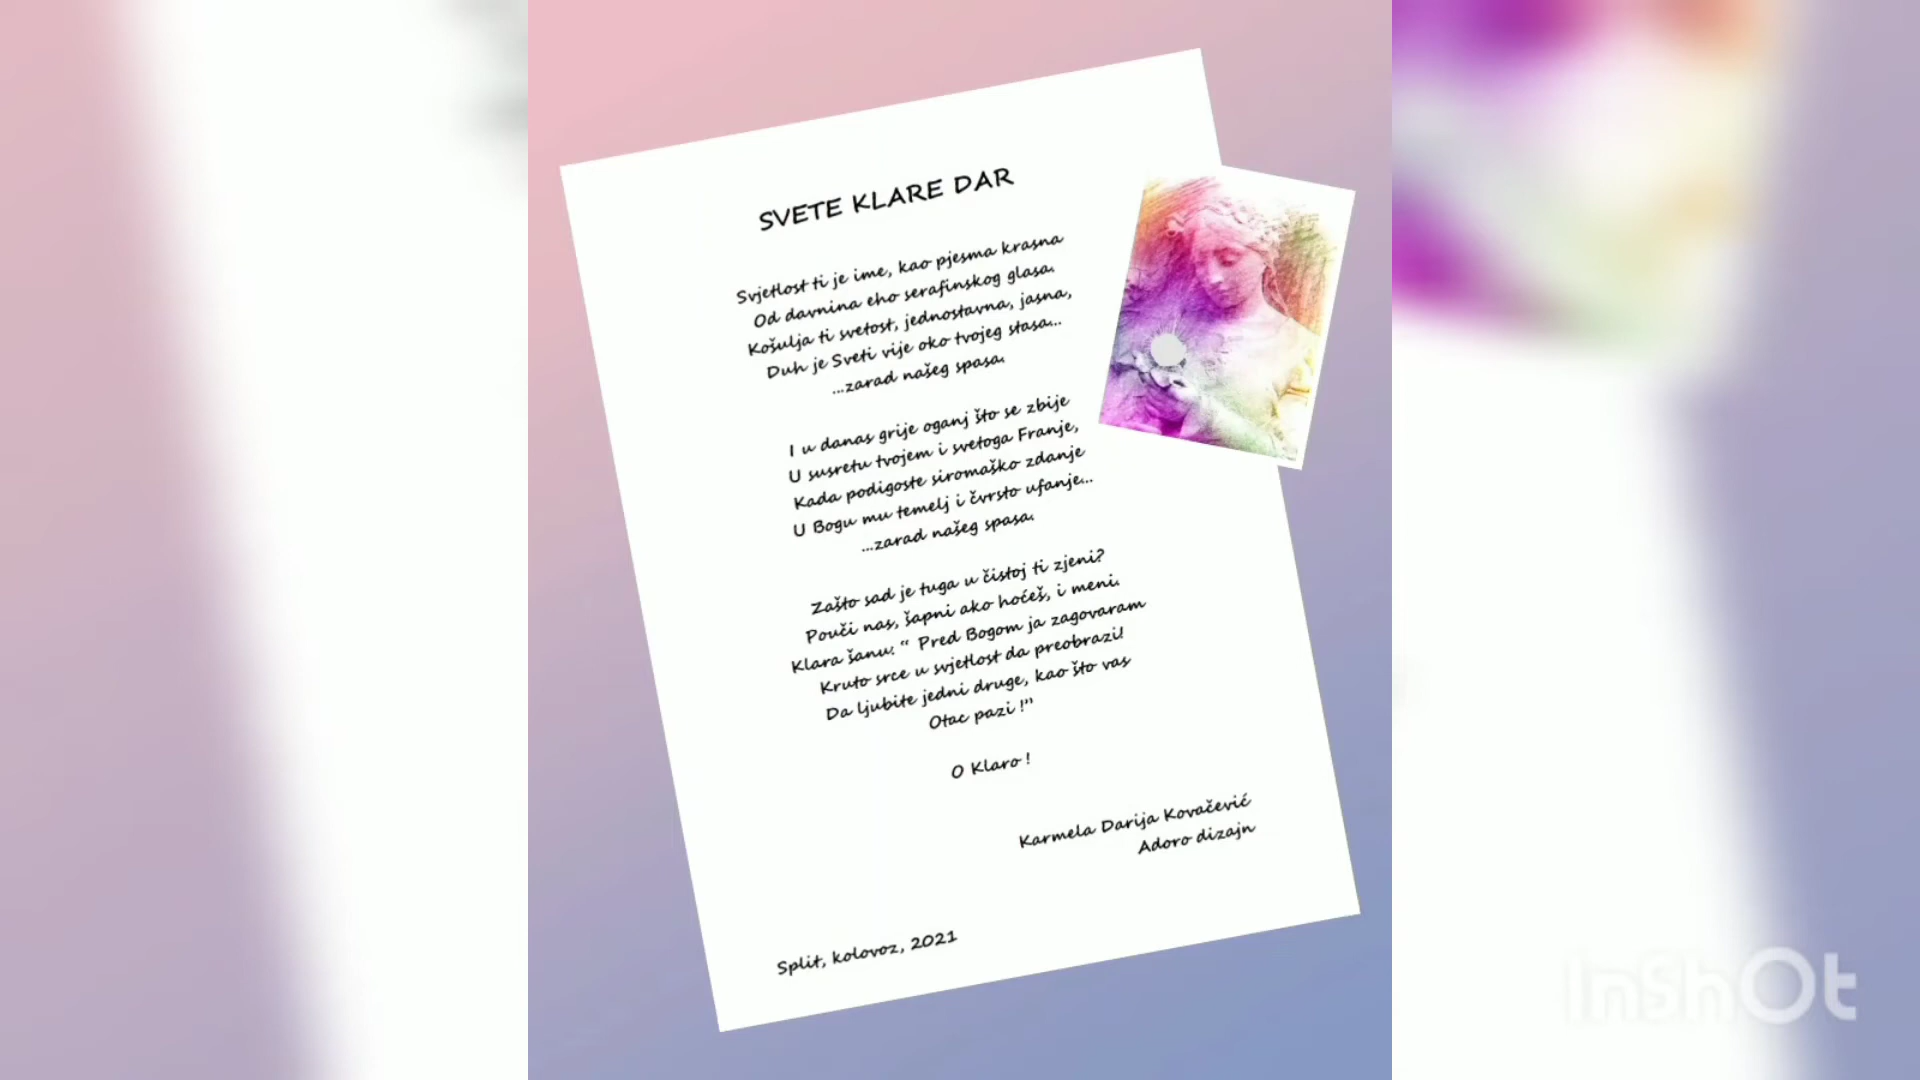 SVETE KLARE DAR
Svjetlost ti je ime, kao pjesma krasna
Od davnina eho serafinskog glasa.
Košulja ti svetost, jednostavna, jasna,
Duh je Sveti vije oko tvojeg stasa...
...zarad našeg spasa.
I u danas grije oganj što se zbije
U susretu tvojem i svetoga Franje,
Kada podigoste siromaško zdanje
U Bogu mu temelj i čvrsto ufanje...
...zarad našeg spasa.
Zašto sad je tuga u čistoj ti zjeni?
Pouči nas, šapni ako hoćeš, i meni.
Klara šanu: “ Pred Bogom ja zagovaram
Kruto srce u svjetlost da preobrazi!
Da ljubite jedni druge, kao što vas
Otac pazi !”
O Klaro !
Karmela Darija Kovačević
Adoro dizajn
Split, kolovoz, 2021
InShOt